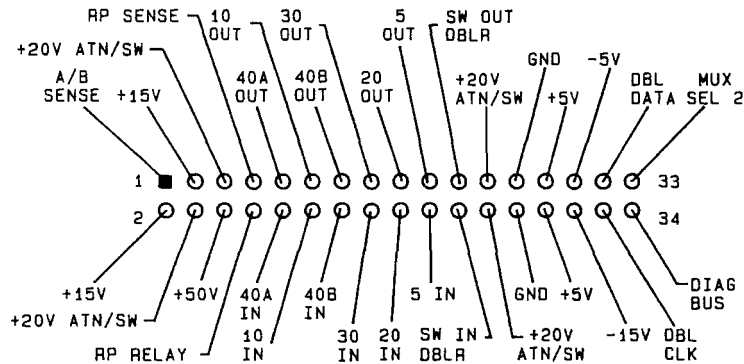 RP SENSE
10 OUT
30 OUT
5 OUT
SW OUT DBLR
+20V ATN/SW
GND
-5V
A/B SENSE
+15V
40A OUT
40B OUT
20 OUT
+20V ATN/SW
+5V
DBL DATA
MUX SEL 2
1
33
2
34
+15V
+50V
40A IN
40B IN
5 IN
GND
+5V
DIAG BUS
+20V ATN/SW
10 IN
30 IN
20 IN
SW IN DBLR
+20V ATN/SW
-15V
DBL CLK
RP RELAY